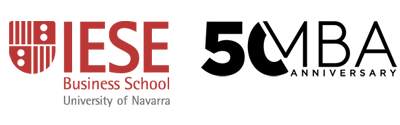 IESE
Business School
University of Navarra
50 MBA
ANNIVERSARY